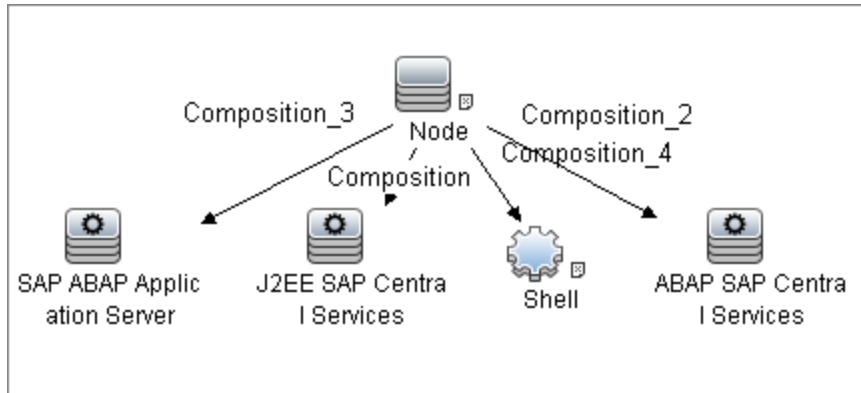 Composition_3
Composition_2
Node
Composition_4
Composition
SAP ABAP Applic
ation Server
J2EE SAP Centra
l Services
Shell
ABAP SAP Centra
l Services